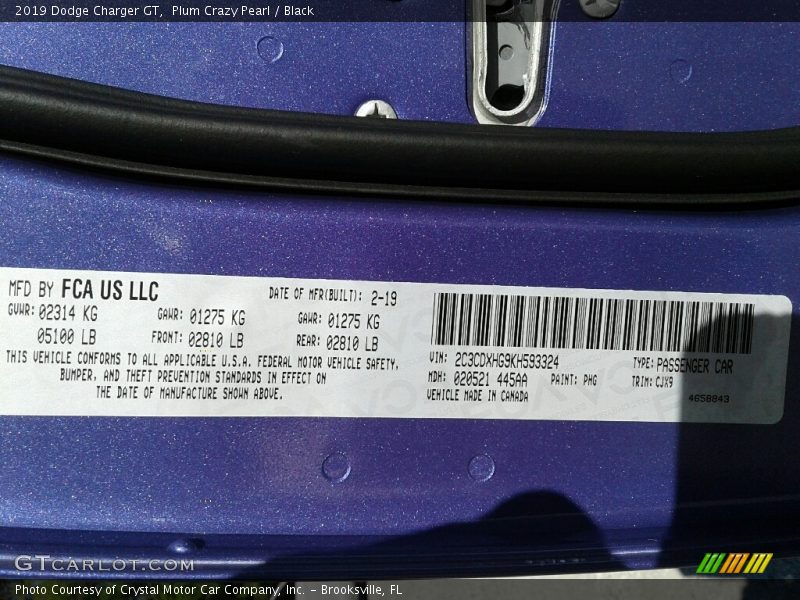 2019 Dodge Charger GT, Plum Crazy Pearl / Black
MFD BY FCA US LLC
DATE OF MFR(BUILT): 2-19
GVWR: 02314 KG
GAWR: 01275 KG
GAWR: 01275 KG
05100 LB
FRONT: 02810 LB
REAR: 02810 LB
THIS VEHICLE CONFORMS TO ALL APPLICABLE U.S.A. FEDERAL MOTOR VEHICLE SAFETY,
BUMPER, AND THEFT PREVENTION STANDARDS IN EFFECT ON
THE DATE OF MANUFACTURE SHOWN ABOVE.
VIN: 2C3CDXHG9KH593324
TYPE: PASSENGER CAR
MDH: 020521 445AA
PAINT: PHG
TRIM: CJX9
VEHICLE MADE IN CANADA
4658843
GTCARLOT.COM
Photo Courtesy of Crystal Motor Car Company, Inc. - Brooksville, FL